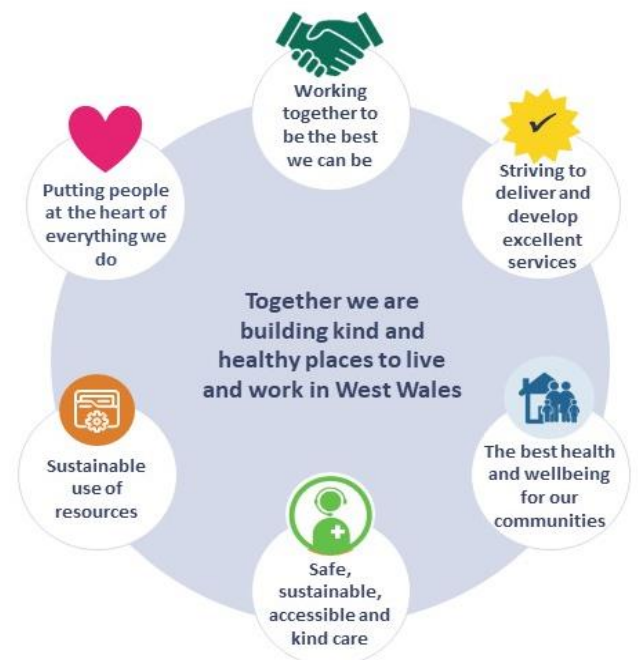 Working
together to
be the best
we can be
Putting people
at the heart of
everything we
do
Striving to
deliver and
develop
excellent
services
Together we are
building kind and
healthy places to live
and work in West Wales
Sustainable
use of
resources
The best health
and wellbeing
for our
communities
Safe,
sustainable,
accessible and
kind care